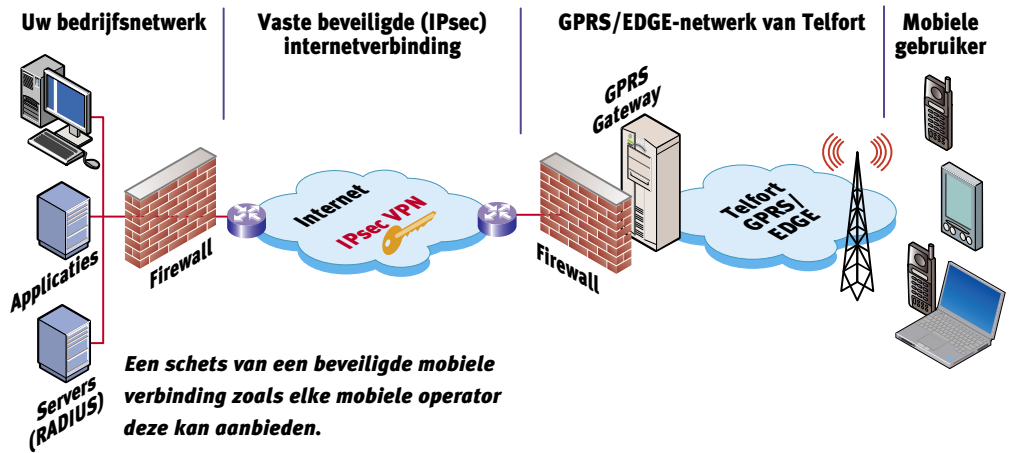 Uw bedrijfsnetwerk
Vaste beveiligde (IPsec)
internetverbinding
GPRS/EDGE-netwerk van Telfort
Mobiele
gebruiker
GPRS
Gateway
Internet
IPsec VPN
Telfort
GPRS/
EDGE
Applicaties
Firewall
Firewall
Servers
(RADIUS)
Een schets van een beveiligde mobiele
verbinding zoals elke mobiele operator
deze kan aanbieden.